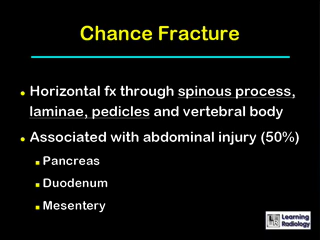 Chance Fracture
Horizontal fx through spinous process,
laminae, pedicles and vertebral body
Associated with abdominal injury (50%)
Pancreas
Duodenum
Mesentery
Learning
Radiology